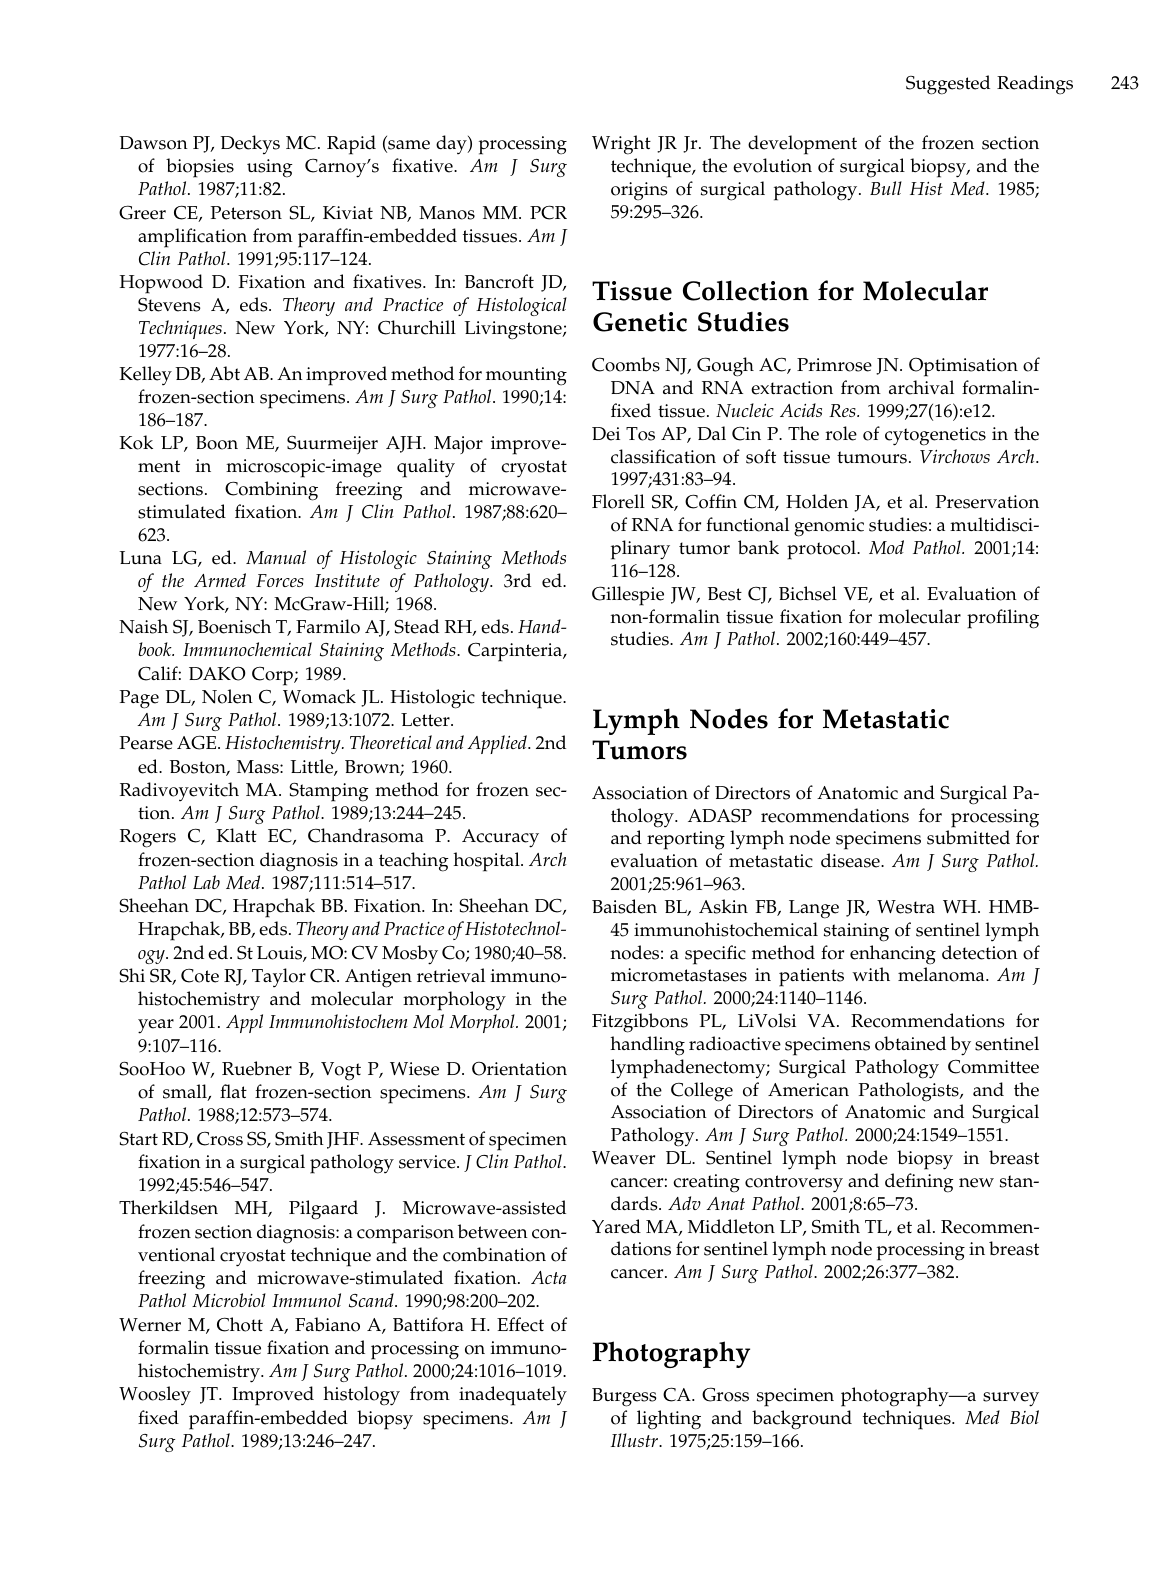 Suggested Readings 243
Dawson PJ, Deckys MC. Rapid (same day) processing
of biopsies using Carnoy's fixative. Am J Surg
Pathol. 1987;11:82.
Greer CE, Peterson SL, Kiviat NB, Manos MM. PCR
amplification from paraffin-embedded tissues. Am J
Clin Pathol. 1991;95:117–124.
Hopwood D. Fixation and fixatives. In: Bancroft JD,
Stevens A, eds. Theory and Practice of Histological
Techniques. New York, NY: Churchill Livingstone;
1977:16–28.
Kelley DB, Abt AB. An improved method for mounting
frozen-section specimens. Am J Surg Pathol. 1990;14:
186–187.
Kok LP, Boon ME, Suurmeijer AJH. Major improve-
ment in microscopic-image quality of cryostat
sections. Combining freezing and microwave-
stimulated fixation. Am J Clin Pathol. 1987;88:620–
623.
Luna LG, ed. Manual of Histologic Staining Methods
of the Armed Forces Institute of Pathology. 3rd ed.
New York, NY: McGraw-Hill; 1968.
Naish SJ, Boenisch T, Farmilo AJ, Stead RH, eds. Hand-
book. Immunochemical Staining Methods. Carpinteria,
Calif: DAKO Corp; 1989.
Page DL, Nolen C, Womack JL. Histologic technique.
Am J Surg Pathol. 1989;13:1072. Letter.
Pearse AGE. Histochemistry. Theoretical and Applied. 2nd
ed. Boston, Mass: Little, Brown; 1960.
Radivoyevitch MA. Stamping method for frozen sec-
tion. Am J Surg Pathol. 1989;13:244–245.
Rogers C, Klatt EC, Chandrasoma P. Accuracy of
frozen-section diagnosis in a teaching hospital. Arch
Pathol Lab Med. 1987;111:514–517.
Sheehan DC, Hrapchak BB. Fixation. In: Sheehan DC,
Hrapchak, BB, eds. Theory and Practice of Histotechnol-
ogy. 2nd ed. St Louis, MO: CV Mosby Co; 1980;40–58.
Shi SR, Cote RJ, Taylor CR. Antigen retrieval immuno-
histochemistry and molecular morphology in the
year 2001. Appl Immunohistochem Mol Morphol. 2001;
9:107–116.
SooHoo W, Ruebner B, Vogt P, Wiese D. Orientation
of small, flat frozen-section specimens. Am J Surg
Pathol. 1988;12:573–574.
Start RD, Cross SS, Smith JHF. Assessment of specimen
fixation in a surgical pathology service. J Clin Pathol.
1992;45:546–547.
Therkildsen MH, Pilgaard J. Microwave-assisted
frozen section diagnosis: a comparison between con-
ventional cryostat technique and the combination of
freezing and microwave-stimulated fixation. Acta
Pathol Microbiol Immunol Scand. 1990;98:200–202.
Werner M, Chott A, Fabiano A, Battifora H. Effect of
formalin tissue fixation and processing on immuno-
histochemistry. Am J Surg Pathol. 2000;24:1016–1019.
Woosley JT. Improved histology from inadequately
fixed paraffin-embedded biopsy specimens. Am J
Surg Pathol. 1989;13:246–247.
Wright JR Jr. The development of the frozen section
technique, the evolution of surgical biopsy, and the
origins of surgical pathology. Bull Hist Med. 1985;
59:295–326.
Tissue Collection for Molecular
Genetic Studies
Coombs NJ, Gough AC, Primrose JN. Optimisation of
DNA and RNA extraction from archival formalin-
fixed tissue. Nucleic Acids Res. 1999;27(16):e12.
Dei Tos AP, Dal Cin P. The role of cytogenetics in the
classification of soft tissue tumours. Virchows Arch.
1997;431:83–94.
Florell SR, Coffin CM, Holden JA, et al. Preservation
of RNA for functional genomic studies: a multidisci-
plinary tumor bank protocol. Mod Pathol. 2001;14:
116–128.
Gillespie JW, Best CJ, Bichsel VE, et al. Evaluation of
non-formalin tissue fixation for molecular profiling
studies. Am J Pathol. 2002;160:449–457.
Lymph Nodes for Metastatic
Tumors
Association of Directors of Anatomic and Surgical Pa-
thology. ADASP recommendations for processing
and reporting lymph node specimens submitted for
evaluation of metastatic disease. Am J Surg Pathol.
2001;25:961–963.
Baisden BL, Askin FB, Lange JR, Westra WH. HMB-
45 immunohistochemical staining of sentinel lymph
nodes: a specific method for enhancing detection of
micrometastases in patients with melanoma. Am J
Surg Pathol. 2000;24:1140–1146.
Fitzgibbons PL, LiVolsi VA. Recommendations for
handling radioactive specimens obtained by sentinel
lymphadenectomy; Surgical Pathology Committee
of the College of American Pathologists, and the
Association of Directors of Anatomic and Surgical
Pathology. Am J Surg Pathol. 2000;24:1549–1551.
Weaver DL. Sentinel lymph node biopsy in breast
cancer: creating controversy and defining new stan-
dards. Adv Anat Pathol. 2001;8:65–73.
Yared MA, Middleton LP, Smith TL, et al. Recommen-
dations for sentinel lymph node processing in breast
cancer. Am J Surg Pathol. 2002;26:377–382.
Photography
Burgess CA. Gross specimen photography—a survey
of lighting and background techniques. Med Biol
Illustr. 1975;25:159–166.